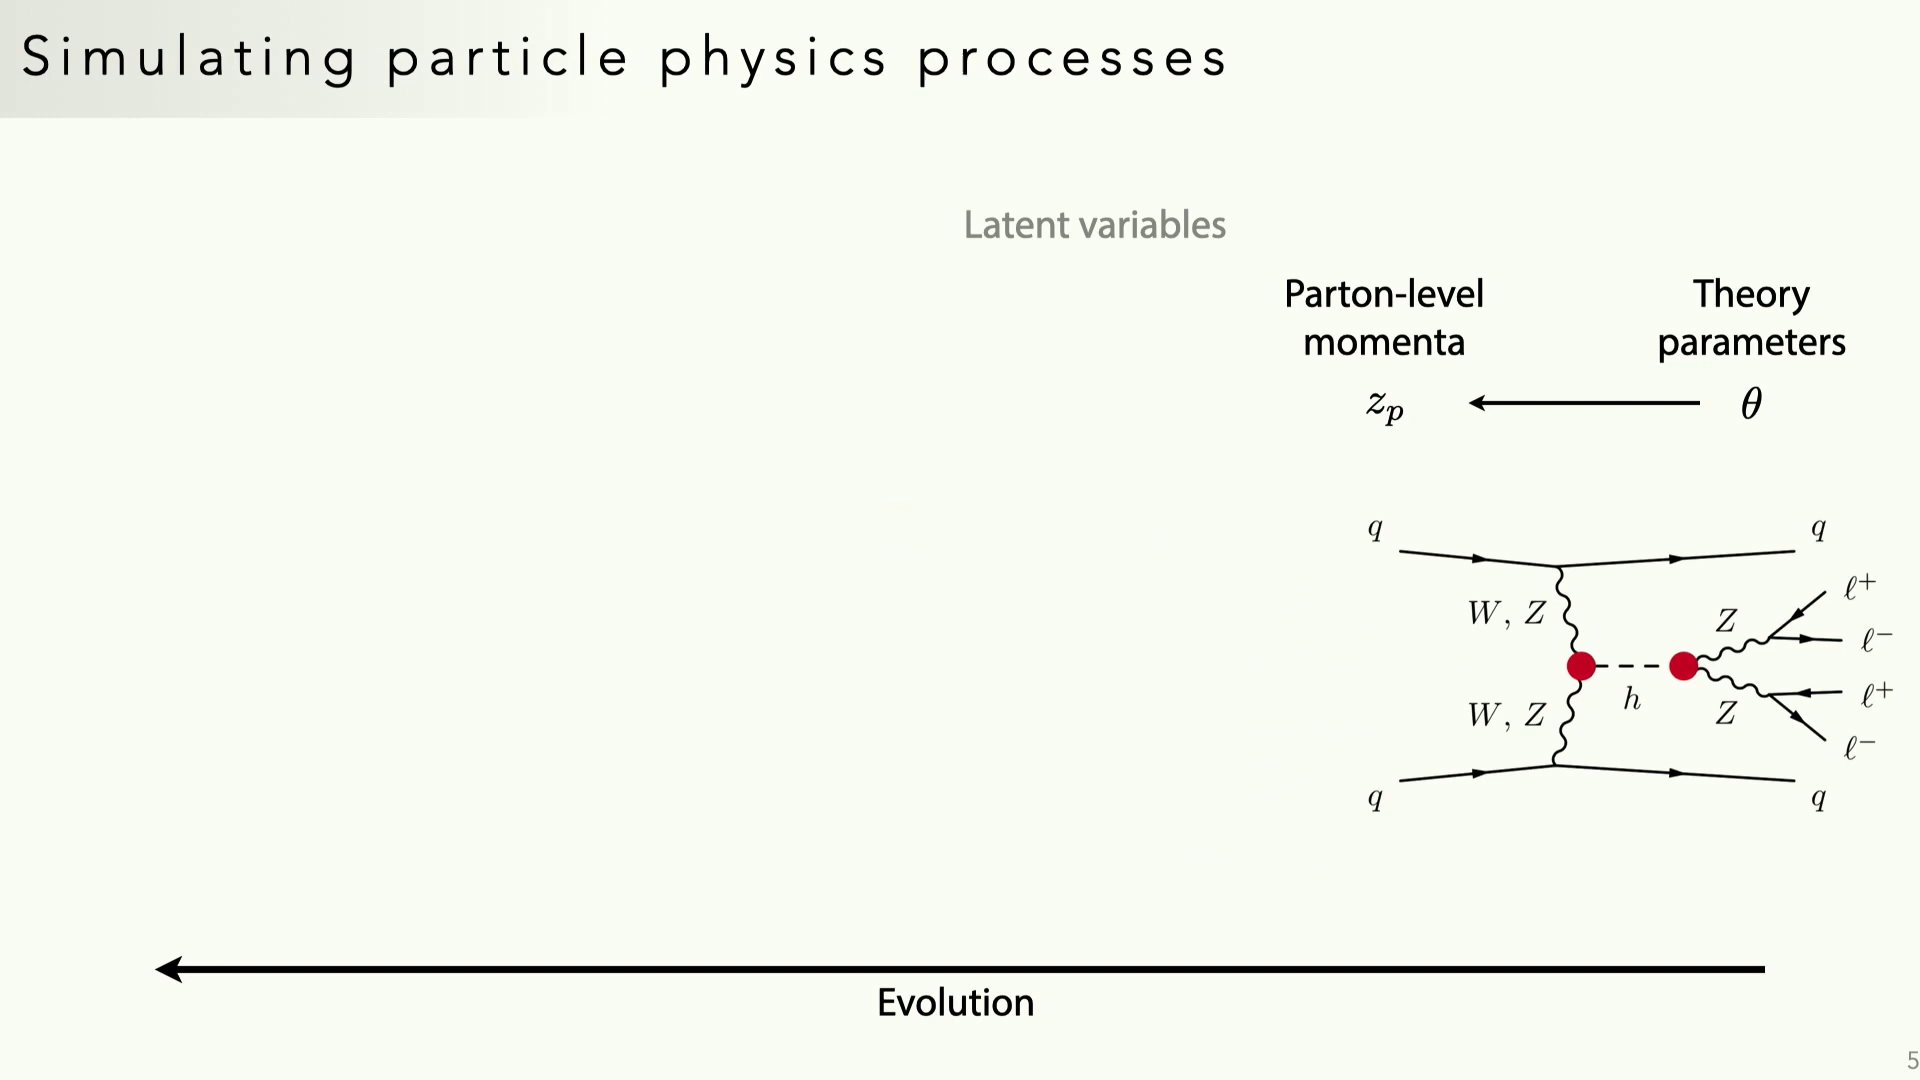 Simulating particle physics processes
Latent variables
Parton-level
momenta
Theory
parameters
z_p
θ
q
q
W, Z
Z
ℓ+
ℓ−
h
W, Z
Z
ℓ+
ℓ−
q
q
Evolution
5